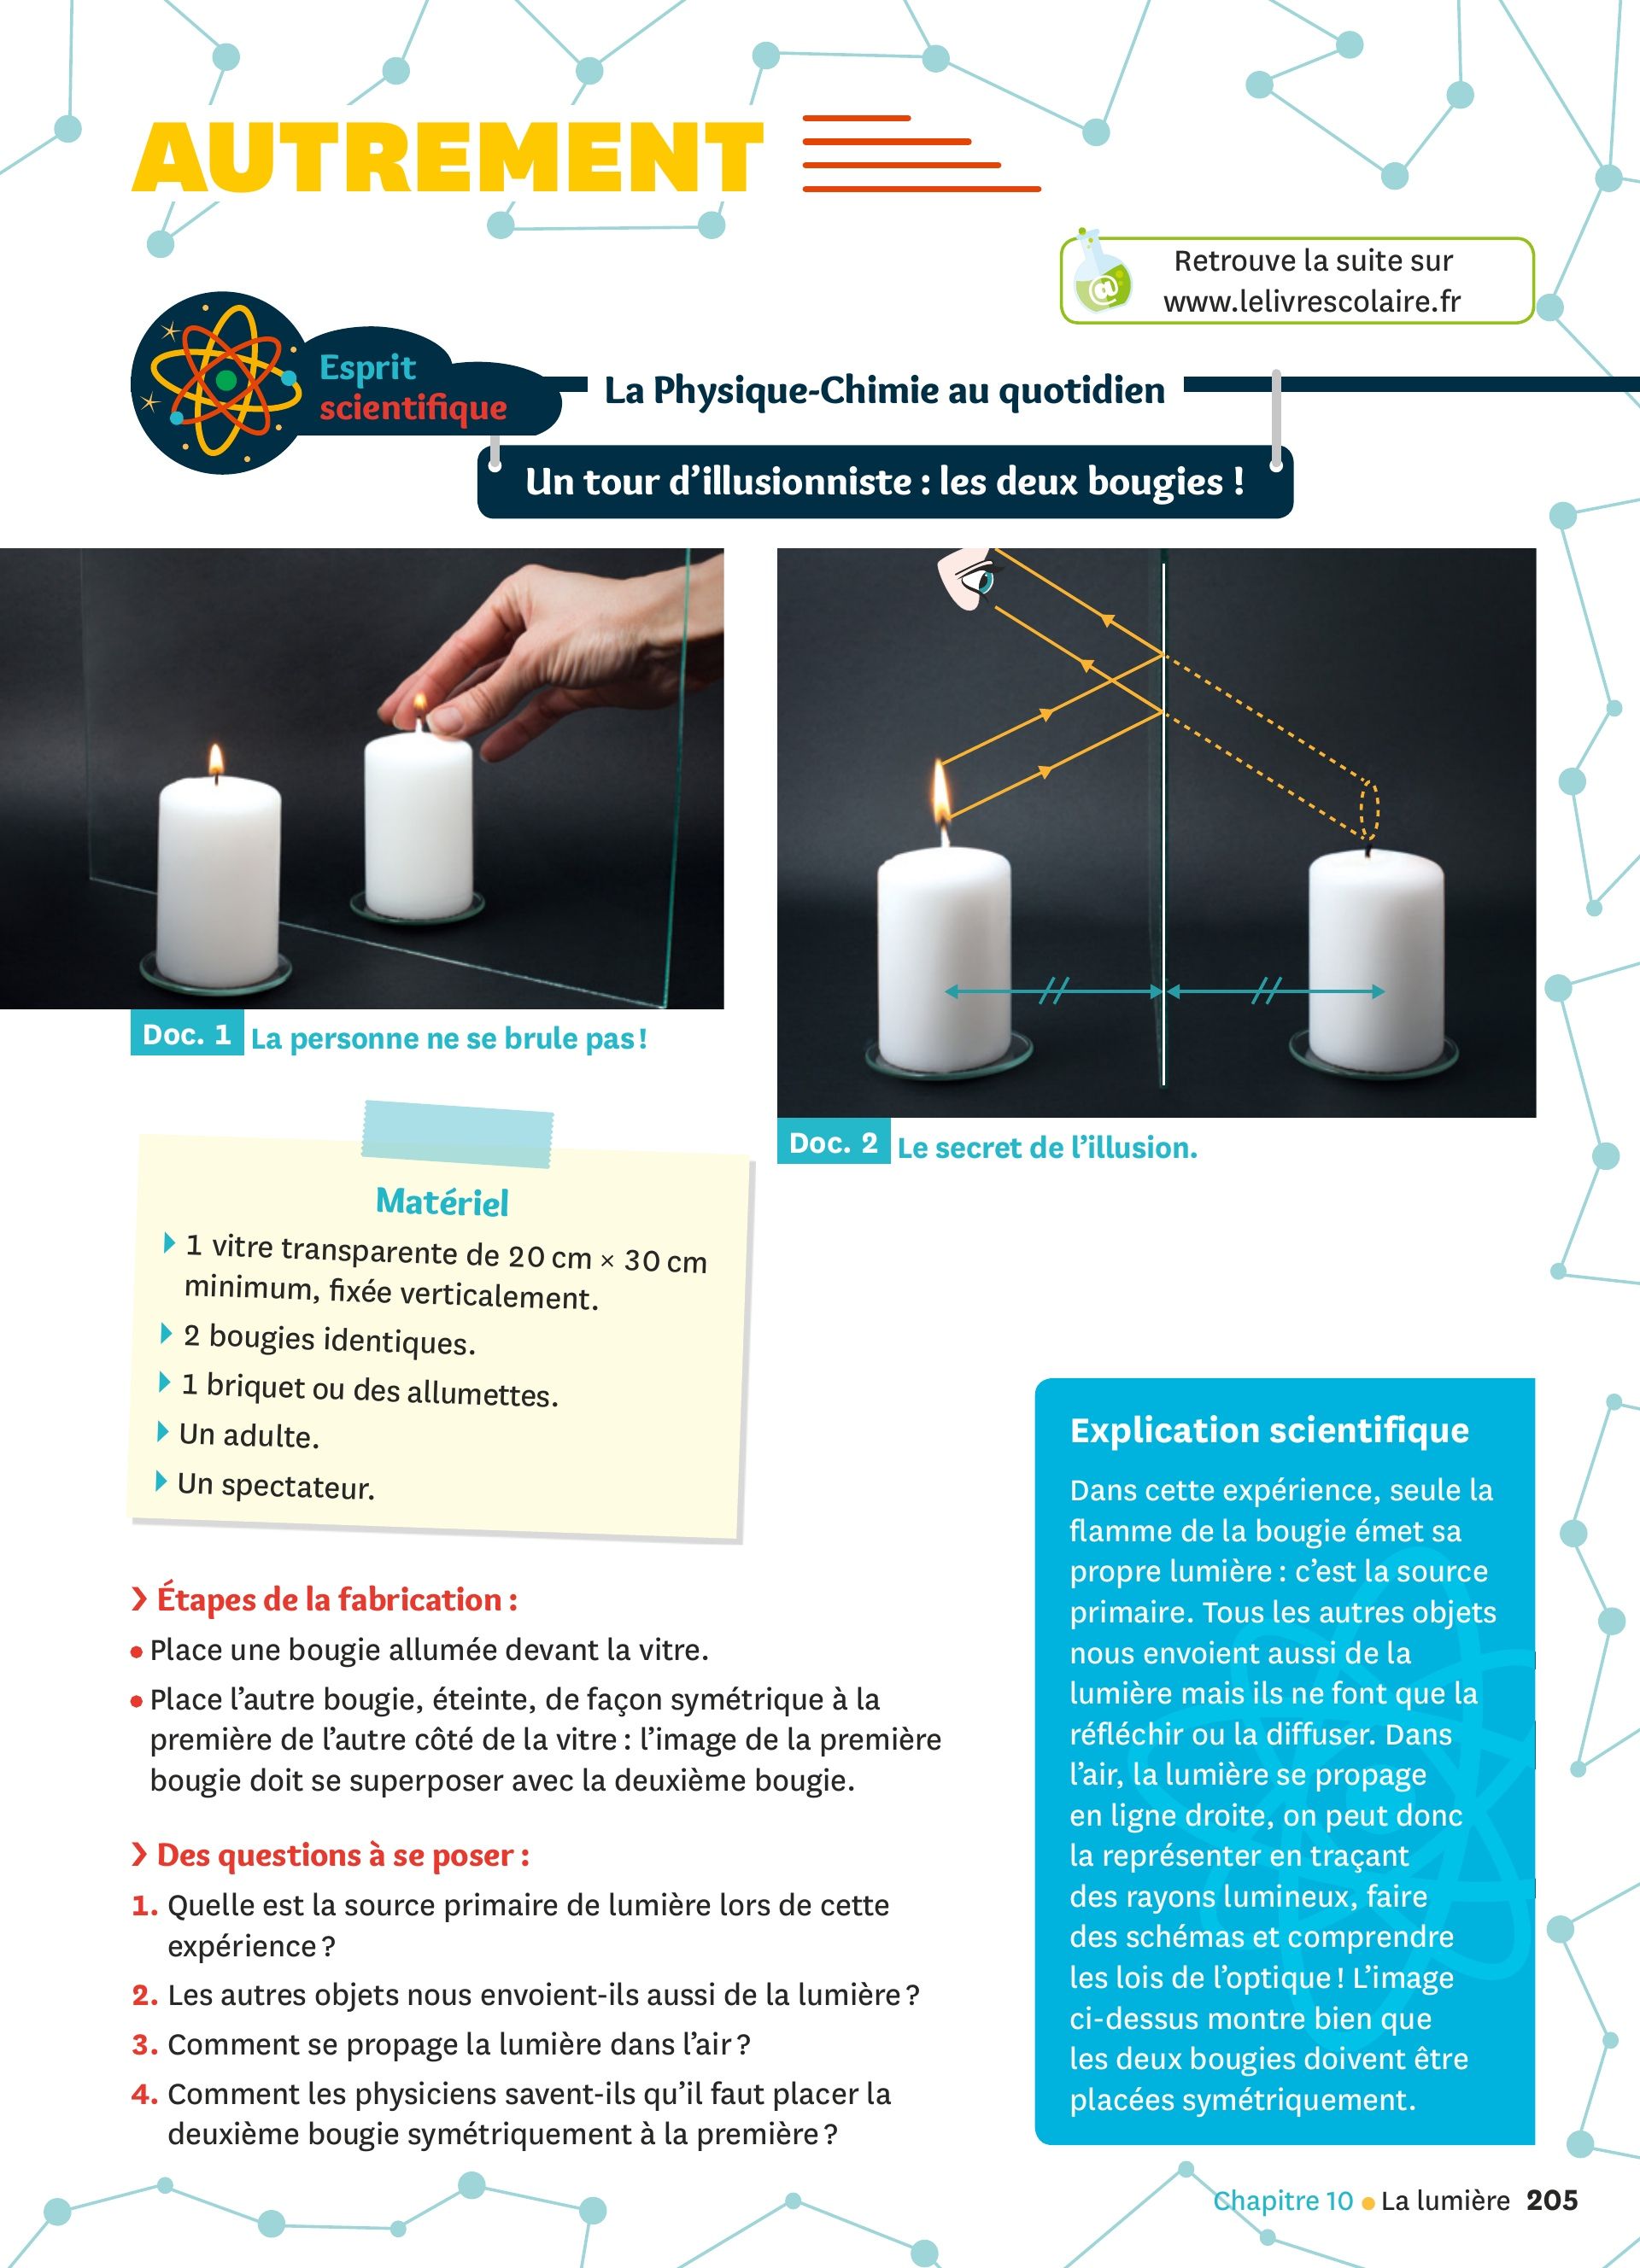 AUTREMENT
Retrouve la suite sur
www.lelivrescolaire.fr
Esprit
scientifique
La Physique-Chimie au quotidien
Un tour d'illusionniste : les deux bougies !
Doc. 1 La personne ne se brule pas !
Doc. 2 Le secret de l'illusion.
Matériel
1 vitre transparente de 20 cm × 30 cm
minimum, fixée verticalement.
2 bougies identiques.
1 briquet ou des allumettes.
Un adulte.
Un spectateur.
Étapes de la fabrication :
• Place une bougie allumée devant la vitre.
• Place l'autre bougie, éteinte, de façon symétrique à la
première de l'autre côté de la vitre : l'image de la première
bougie doit se superposer avec la deuxième bougie.
Des questions à se poser :
1. Quelle est la source primaire de lumière lors de cette
expérience ?
2. Les autres objets nous envoient-ils aussi de la lumière ?
3. Comment se propage la lumière dans l'air ?
4. Comment les physiciens savent-ils qu'il faut placer la
deuxième bougie symétriquement à la première ?
Explication scientifique
Dans cette expérience, seule la
flamme de la bougie émet sa
propre lumière : c'est la source
primaire. Tous les autres objets
nous envoient aussi de la
lumière mais ils ne font que la
réfléchir ou la diffuser. Dans
l'air, la lumière se propage
en ligne droite, on peut donc
la représenter en traçant
des rayons lumineux, faire
des schémas et comprendre
les lois de l'optique ! L'image
ci-dessus montre bien que
les deux bougies doivent être
placées symétriquement.
Chapitre 10 • La lumière 205